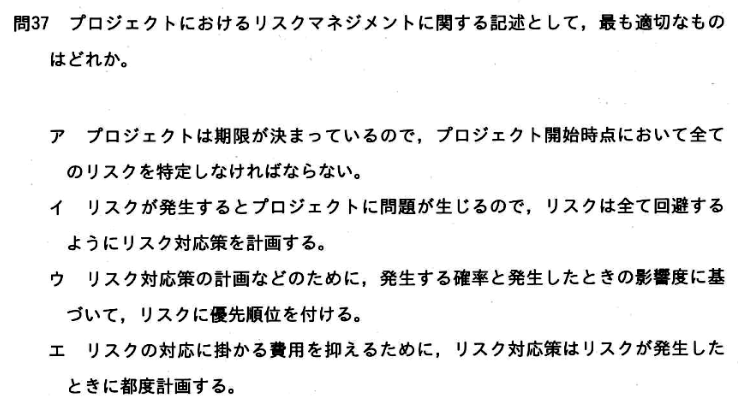 問37　プロジェクトにおけるリスクマネジメントに関する記述として，最も適切なもの
はどれか。
ア　プロジェクトは期限が決まっているので，プロジェクト開始時点において全て
のリスクを特定しなければならない。
イ　リスクが発生するとプロジェクトに問題が生じるので，リスクは全て回避する
ようにリスク対応策を計画する。
ウ　リスク対応策の計画などのために，発生する確率と発生したときの影響度に基
づいて，リスクに優先順位を付ける。
エ　リスクの対応に掛かる費用を抑えるために，リスク対応策はリスクが発生した
ときに都度計画する。